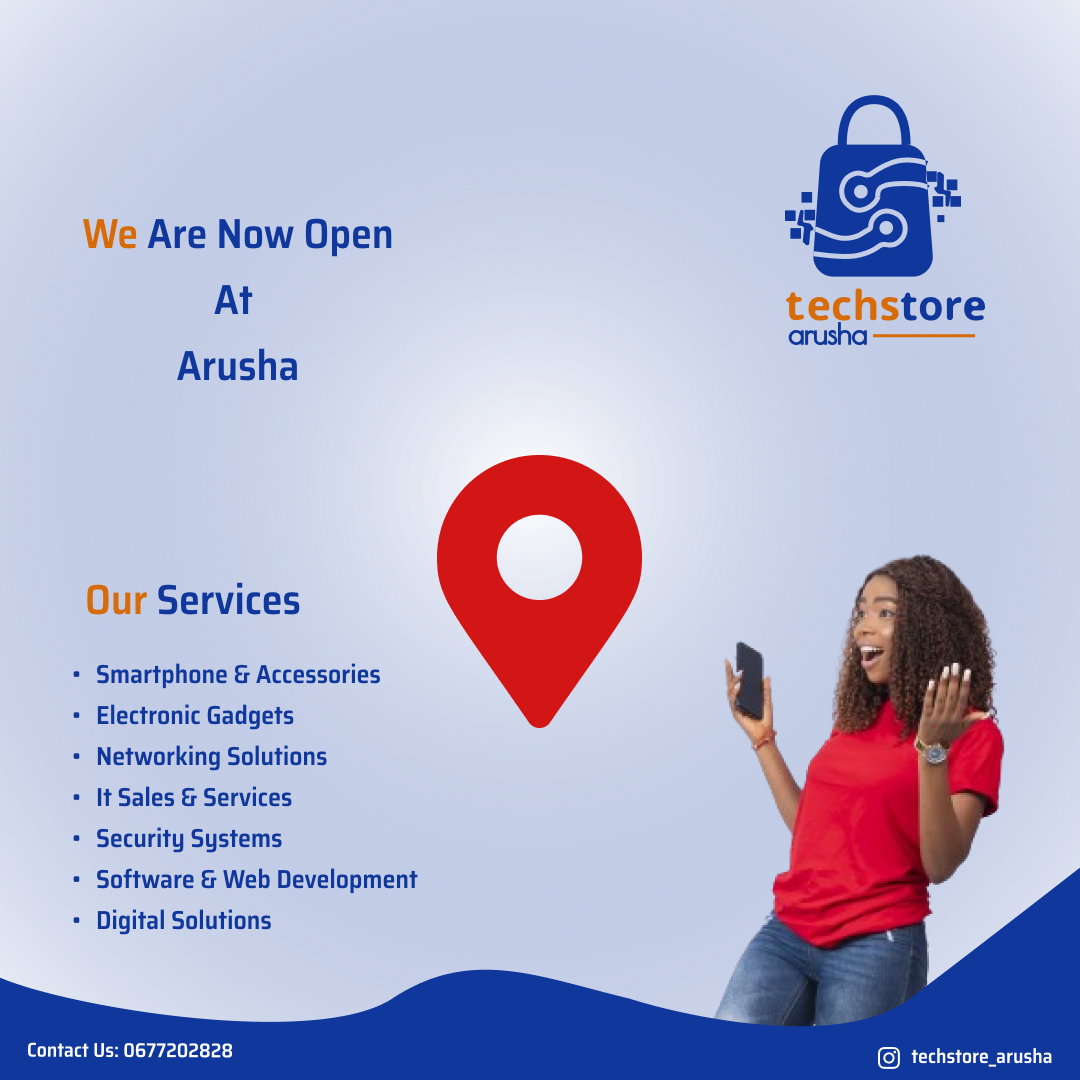 We Are Now Open
At
Arusha
techstore
arusha
Our Services
• Smartphone & Accessories
• Electronic Gadgets
• Networking Solutions
• It Sales & Services
• Security Systems
• Software & Web Development
• Digital Solutions
Contact Us: 0677202828
techstore_arusha